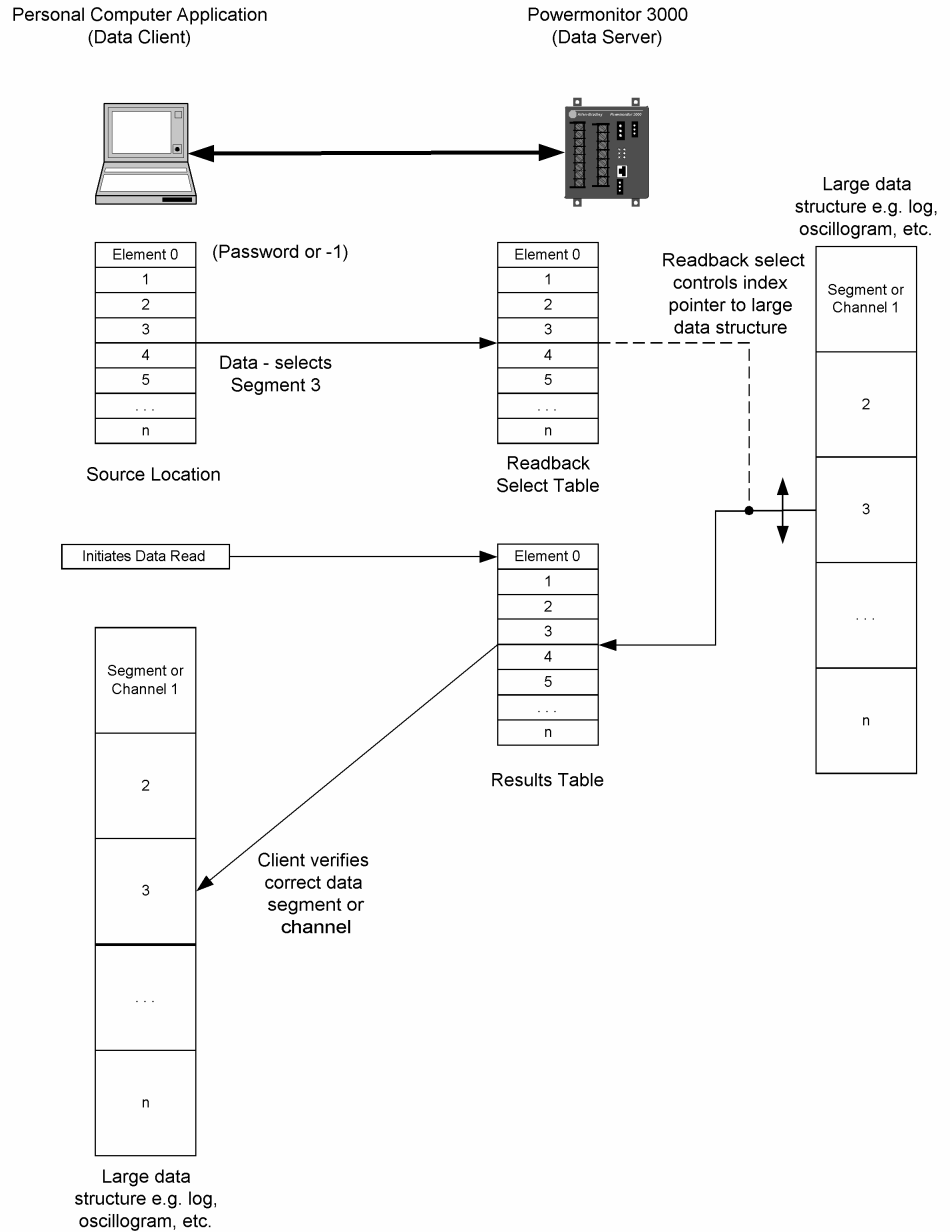 Personal Computer Application
(Data Client)
Powermonitor 3000
(Data Server)
Allen-Bradley Powermonitor 3000
Large data
structure e.g. log,
oscillogram, etc.
Element 0
1
2
3
4
5
. . .
n
(Password or -1)
Data - selects
Segment 3
Source Location
Element 0
1
2
3
4
5
. . .
n
Readback
Select Table
Readback select
controls index
pointer to large
data structure
Segment or
Channel 1
2
3
. . .
n
Initiates Data Read
Element 0
1
2
3
4
5
. . .
n
Results Table
Segment or
Channel 1
2
3
. . .
n
Client verifies
correct data
segment or
channel
Large data
structure e.g. log,
oscillogram, etc.